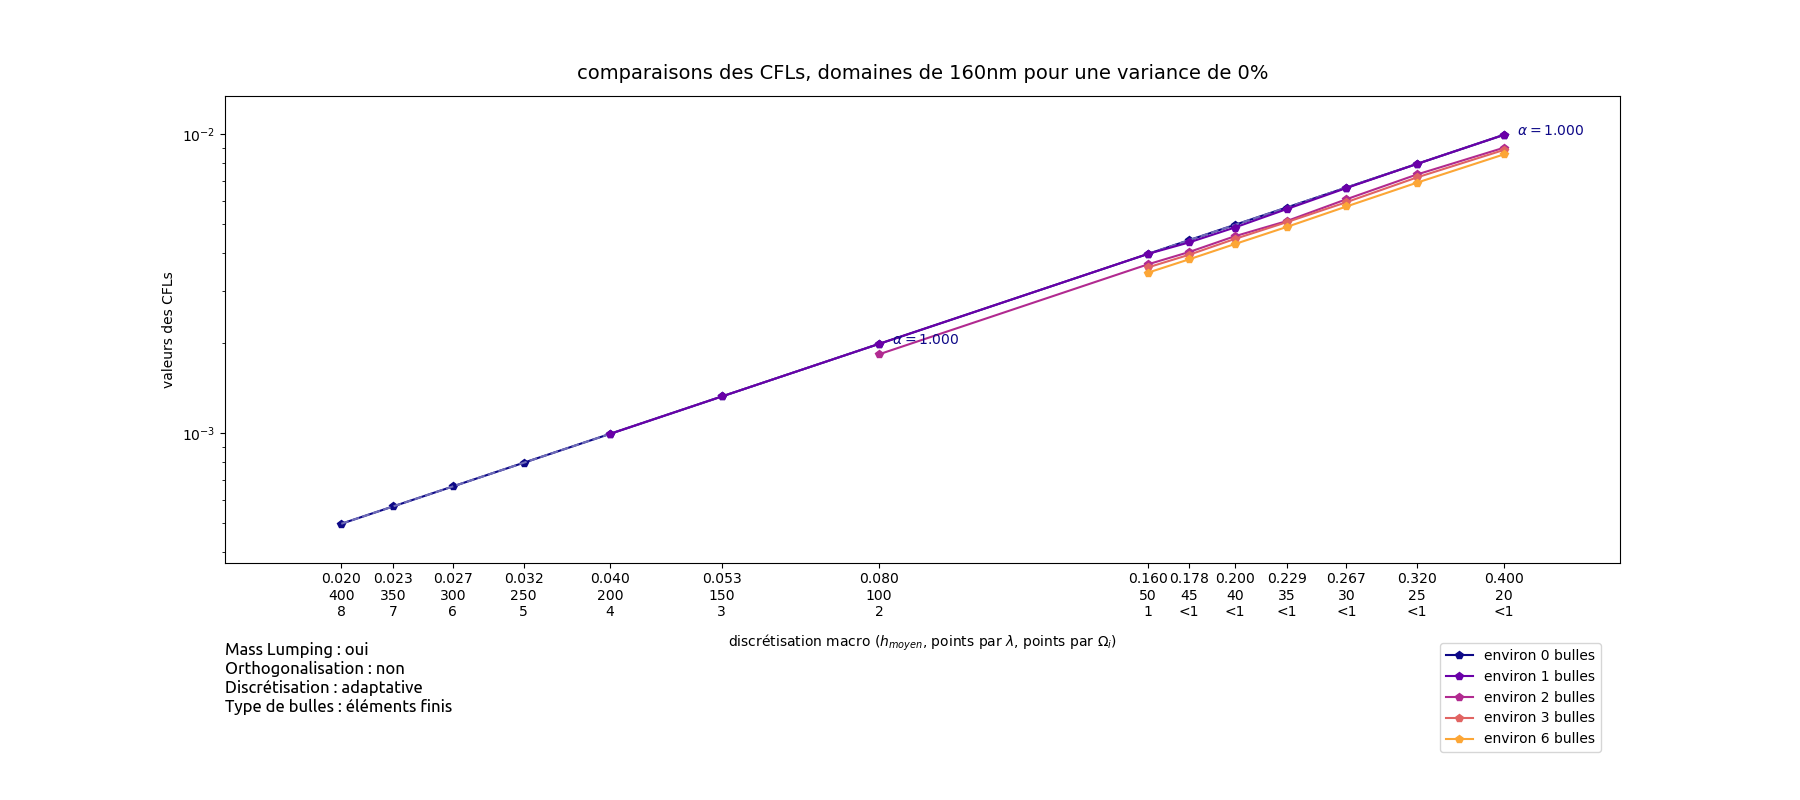 comparaisons des CFLs, domaines de 160nm pour une variance de 0%
valeurs des CFLs
10⁻²
10⁻³
α = 1.000
α = 1.000
0.020 0.023 0.027 0.032 0.040 0.053 0.080 0.160 0.178 0.200 0.229 0.267 0.320 0.400
400 350 300 250 200 150 100 50 45 40 35 30 25 20
8 7 6 5 4 3 2 1 <1 <1 <1 <1 <1 <1
discrétisation macro (h_moyen, points par λ, points par Ω_i)
Mass Lumping : oui
Orthogonalisation : non
Discrétisation : adaptative
Type de bulles : éléments finis
environ 0 bulles
environ 1 bulles
environ 2 bulles
environ 3 bulles
environ 6 bulles